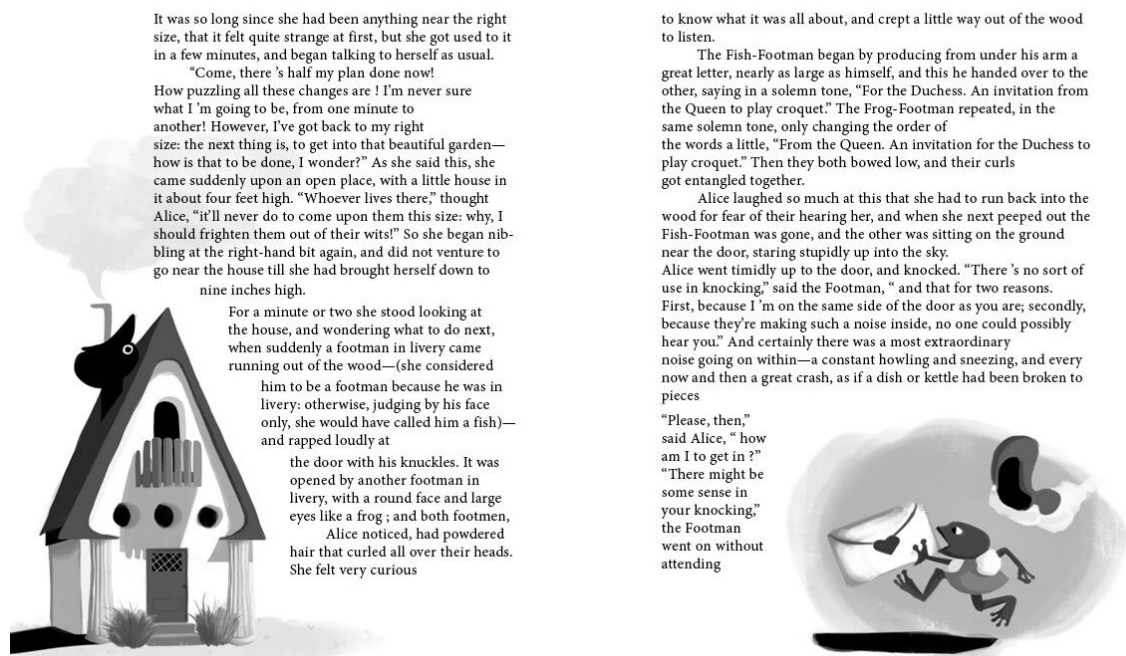 It was so long since she had been anything near the right
size, that it felt quite strange at first, but she got used to it
in a few minutes, and began talking to herself as usual.
“Come, there ’s half my plan done now!
How puzzling all these changes are ! I’m never sure
what I ’m going to be, from one minute to
another! However, I’ve got back to my right
size: the next thing is, to get into that beautiful garden—
how is that to be done, I wonder?” As she said this, she
came suddenly upon an open place, with a little house in
it about four feet high. “Whoever lives there,” thought
Alice, “it’ll never do to come upon them this size: why, I
should frighten them out of their wits!” So she began nib-
bling at the right-hand bit again, and did not venture to
go near the house till she had brought herself down to
nine inches high.
For a minute or two she stood looking at
the house, and wondering what to do next,
when suddenly a footman in livery came
running out of the wood—(she considered
him to be a footman because he was in
livery: otherwise, judging by his face
only, she would have called him a fish)—
and rapped loudly at
the door with his knuckles. It was
opened by another footman in
livery, with a round face and large
eyes like a frog ; and both footmen,
Alice noticed, had powdered
hair that curled all over their heads.
She felt very curious
to know what it was all about, and crept a little way out of the wood
to listen.
The Fish-Footman began by producing from under his arm a
great letter, nearly as large as himself, and this he handed over to the
other, saying in a solemn tone, “For the Duchess. An invitation from
the Queen to play croquet.” The Frog-Footman repeated, in the
same solemn tone, only changing the order of
the words a little, “From the Queen. An invitation for the Duchess to
play croquet.” Then they both bowed low, and their curls
got entangled together.
Alice laughed so much at this that she had to run back into the
wood for fear of their hearing her, and when she next peeped out the
Fish-Footman was gone, and the other was sitting on the ground
near the door, staring stupidly up into the sky.
Alice went timidly up to the door, and knocked. “There ’s no sort of
use in knocking,” said the Footman, “ and that for two reasons.
First, because I ’m on the same side of the door as you are; secondly,
because they’re making such a noise inside, no one could possibly
hear you.” And certainly there was a most extraordinary
noise going on within—a constant howling and sneezing, and every
now and then a great crash, as if a dish or kettle had been broken to
pieces
“Please, then,”
said Alice, “ how
am I to get in ?”
“There might be
some sense in
your knocking,”
the Footman
went on without
attending